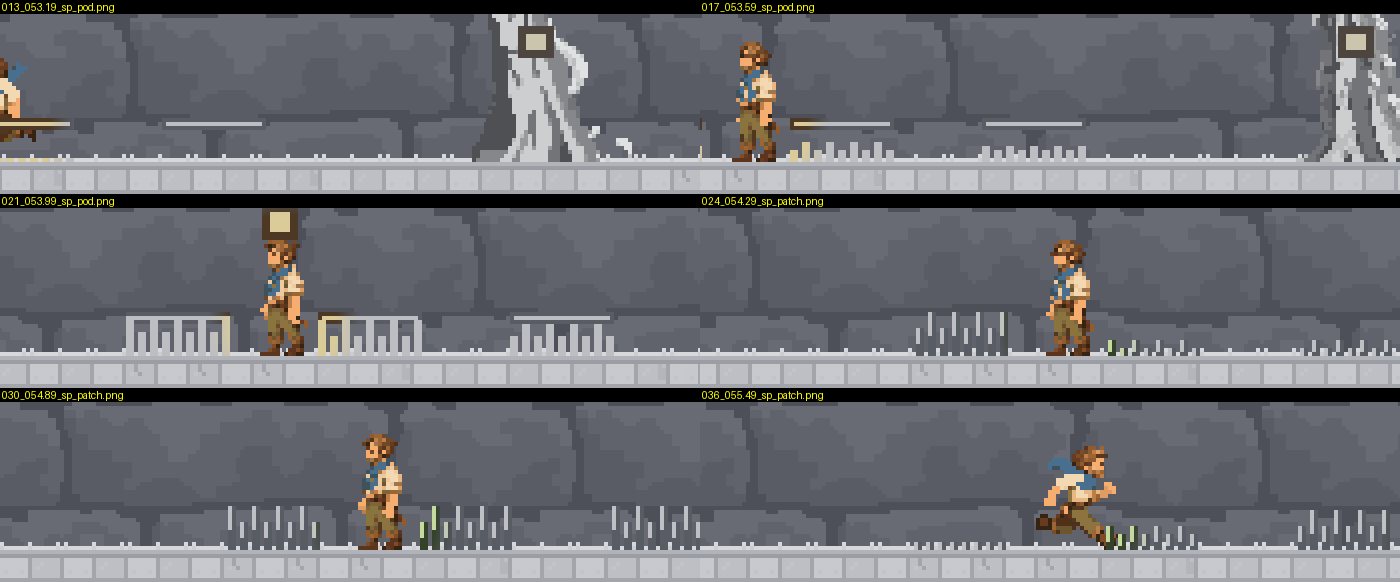 013_053.19_sp_pod.png
017_053.59_sp_pod.png
021_053.99_sp_pod.png
024_054.29_sp_patch.png
030_054.89_sp_patch.png
036_055.49_sp_patch.png